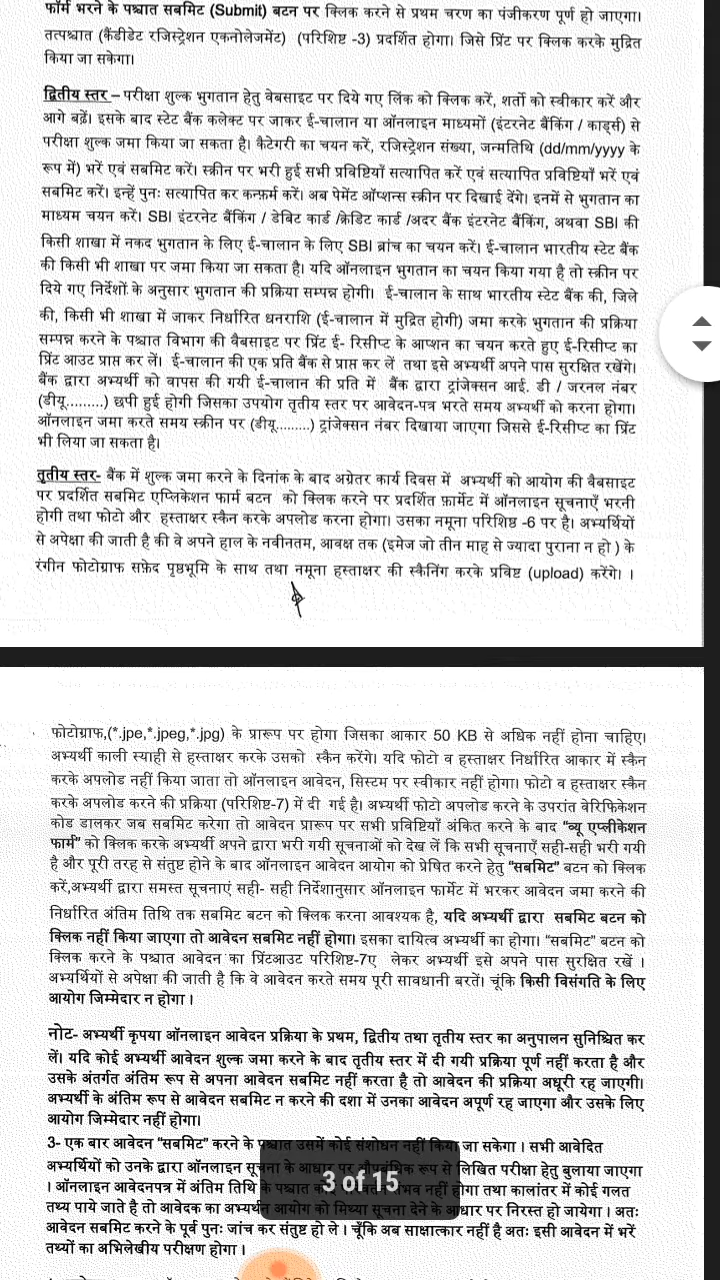 फॉर्म भरने के पश्चात सबमिट (Submit) बटन पर क्लिक करने से प्रथम चरण का पंजीकरण पूर्ण हो जाएगा।
तत्पश्चात (कैंडीडेट रजिस्ट्रेशन एकनोलेजमेंट) (परिशिष्ट -3) प्रदर्शित होगा। जिसे प्रिंट पर क्लिक करके मुद्रित
किया जा सकेगा।
द्वितीय स्तर – परीक्षा शुल्क भुगतान हेतु वेबसाइट पर दिये गए लिंक को क्लिक करें, शर्तो को स्वीकार करें और
आगे बढ़ें। इसके बाद स्टेट बैंक कलेक्ट पर जाकर ई-चालान या ऑनलाइन माध्यमों (इंटरनेट बैंकिंग / कार्ड्स) से
परीक्षा शुल्क जमा किया जा सकता है। कैटेगरी का चयन करें, रजिस्ट्रेशन संख्या, जन्मतिथि (dd/mm/yyyy के
रूप में) भरें एवं सबमिट करें। स्क्रीन पर भरी हुई सभी प्रविष्टियाँ सत्यापित करें एवं सत्यापित प्रविष्टियाँ भरें एवं
सबमिट करें। इन्हें पुनः सत्यापित कर कन्फ़र्म करें। अब पेमेंट ऑप्शन्स स्क्रीन पर दिखाई देंगे। इनमें से भुगतान का
माध्यम चयन करें। SBI इंटरनेट बैंकिंग / डेबिट कार्ड /क्रेडिट कार्ड /अदर बैंक इंटरनेट बैंकिंग, अथवा SBI की
किसी शाखा में नकद भुगतान के लिए ई-चालान के लिए SBI ब्रांच का चयन करें। ई-चालान भारतीय स्टेट बैंक
की किसी भी शाखा पर जमा किया जा सकता है। यदि ऑनलाइन भुगतान का चयन किया गया है तो स्क्रीन पर
दिये गए निर्देशों के अनुसार भुगतान की प्रक्रिया सम्पन्न होगी। ई-चालान के साथ भारतीय स्टेट बैंक की, जिले
की, किसी भी शाखा में जाकर निर्धारित धनराशि (ई-चालान में मुद्रित होगी) जमा करके भुगतान की प्रक्रिया
सम्पन्न करने के पश्चात विभाग की वैबसाइट पर प्रिंट ई- रिसीप्ट के आप्शन का चयन करते हुए ई-रिसीप्ट का
प्रिंट आउट प्राप्त कर लें। ई-चालान की एक प्रति बैंक से प्राप्त कर लें तथा इसे अभ्यर्थी अपने पास सुरक्षित रखेंगे।
बैंक द्वारा अभ्यर्थी को वापस की गयी ई-चालान की प्रति में बैंक द्वारा ट्रांजेक्सन आई. डी / जरनल नंबर
(डीयू.........) छपी हुई होगी जिसका उपयोग तृतीय स्तर पर आवेदन-पत्र भरते समय अभ्यर्थी को करना होगा।
ऑनलाइन जमा करते समय स्क्रीन पर (डीयू.........) ट्रांजेक्सन नंबर दिखाया जाएगा जिससे ई-रिसीप्ट का प्रिंट
भी लिया जा सकता है।
तृतीय स्तर- बैंक में शुल्क जमा करने के दिनांक के बाद अग्रेतर कार्य दिवस में अभ्यर्थी को आयोग की वैबसाइट
पर प्रदर्शित सबमिट एप्लिकेशन फार्म बटन को क्लिक करने पर प्रदर्शित फ़ार्मेट में ऑनलाइन सूचनाएँ भरनी
होगी तथा फोटो और हस्ताक्षर स्कैन करके अपलोड करना होगा। उसका नमूना परिशिष्ट -6 पर है। अभ्यर्थियों
से अपेक्षा की जाती है की वे अपने हाल के नवीनतम, आवक्ष तक (इमेज जो तीन माह से ज्यादा पुराना न हो ) के
रंगीन फोटोग्राफ सफ़ेद पृष्ठभूमि के साथ तथा नमूना हस्ताक्षर की स्कैनिंग करके प्रविष्ट (upload) करेंगे। ।
फोटोग्राफ,(*.jpe,*.jpeg,*.jpg) के प्रारूप पर होगा जिसका आकार 50 KB से अधिक नहीं होना चाहिए।
अभ्यर्थी काली स्याही से हस्ताक्षर करके उसको स्कैन करेंगे। यदि फोटो व हस्ताक्षर निर्धारित आकार में स्कैन
करके अपलोड नहीं किया जाता तो ऑनलाइन आवेदन, सिस्टम पर स्वीकार नहीं होगा। फोटो व हस्ताक्षर स्कैन
करके अपलोड करने की प्रक्रिया (परिशिष्ट-7) में दी गई है। अभ्यर्थी फोटो अपलोड करने के उपरांत वेरिफिकेशन
कोड डालकर जब सबमिट करेगा तो आवेदन प्रारूप पर सभी प्रविष्टियाँ अंकित करने के बाद "व्यू एप्लीकेशन
फार्म" को क्लिक करके अभ्यर्थी अपने द्वारा भरी गयी सूचनाओं को देख लें कि सभी सूचनाएँ सही-सही भरी गयी
है और पूरी तरह से संतुष्ट होने के बाद ऑनलाइन आवेदन आयोग को प्रेषित करने हेतु "सबमिट" बटन को क्लिक
करें,अभ्यर्थी द्वारा समस्त सूचनाएं सही- सही निर्देशानुसार ऑनलाइन फार्मेट में भरकर आवेदन जमा करने की
निर्धारित अंतिम तिथि तक सबमिट बटन को क्लिक करना आवश्यक है, यदि अभ्यर्थी द्वारा सबमिट बटन को
क्लिक नहीं किया जाएगा तो आवेदन सबमिट नहीं होगा। इसका दायित्व अभ्यर्थी का होगा। "सबमिट" बटन को
क्लिक करने के पश्चात आवेदन का प्रिंटआउट परिशिष्ट-7ए लेकर अभ्यर्थी इसे अपने पास सुरक्षित रखें ।
अभ्यर्थियों से अपेक्षा की जाती है कि वे आवेदन करते समय पूरी सावधानी बरतें। चूंकि किसी विसंगति के लिए
आयोग जिम्मेदार न होगा ।
नोट- अभ्यर्थी कृपया ऑनलाइन आवेदन प्रक्रिया के प्रथम, द्वितीय तथा तृतीय स्तर का अनुपालन सुनिश्चित कर
लें। यदि कोई अभ्यर्थी आवेदन शुल्क जमा करने के बाद तृतीय स्तर में दी गयी प्रक्रिया पूर्ण नहीं करता है और
उसके अंतर्गत अंतिम रूप से अपना आवेदन सबमिट नहीं करता है तो आवेदन की प्रक्रिया अधूरी रह जाएगी।
अभ्यर्थी के अंतिम रूप से आवेदन सबमिट न करने की दशा में उनका आवेदन अपूर्ण रह जाएगा और उसके लिए
आयोग जिम्मेदार नहीं होगा।
3- एक बार आवेदन "सबमिट" करने के पश्चात उसमें कोई संशोधन नहीं किया जा सकेगा । सभी आवेदित
अभ्यर्थियों को उनके द्वारा ऑनलाइन सूचना के आधार पर औपबंधिक रूप से लिखित परीक्षा हेतु बुलाया जाएगा
। ऑनलाइन आवेदनपत्र में अंतिम तिथि के पश्चात नहीं होगा तथा कालांतर में कोई गलत
3 of 15
तथ्य पाये जाते है तो आवेदक का अभ्यर्थन आयोग को मिथ्या सूचना देने के आधार पर निरस्त हो जायेगा । अतः
आवेदन सबमिट करने के पूर्व पुनः जांच कर संतुष्ट हो ले । चूँकि अब साक्षात्कार नहीं है अतः इसी आवेदन में भरें
तथ्यों का अभिलेखीय परीक्षण होगा ।